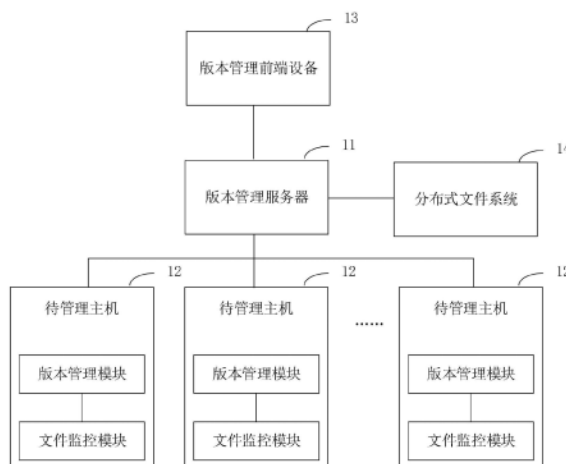 13
版本管理前端设备
11
版本管理服务器
14
分布式文件系统
12
12
12
待管理主机
待管理主机
......
待管理主机
版本管理模块
版本管理模块
版本管理模块
文件监控模块
文件监控模块
文件监控模块